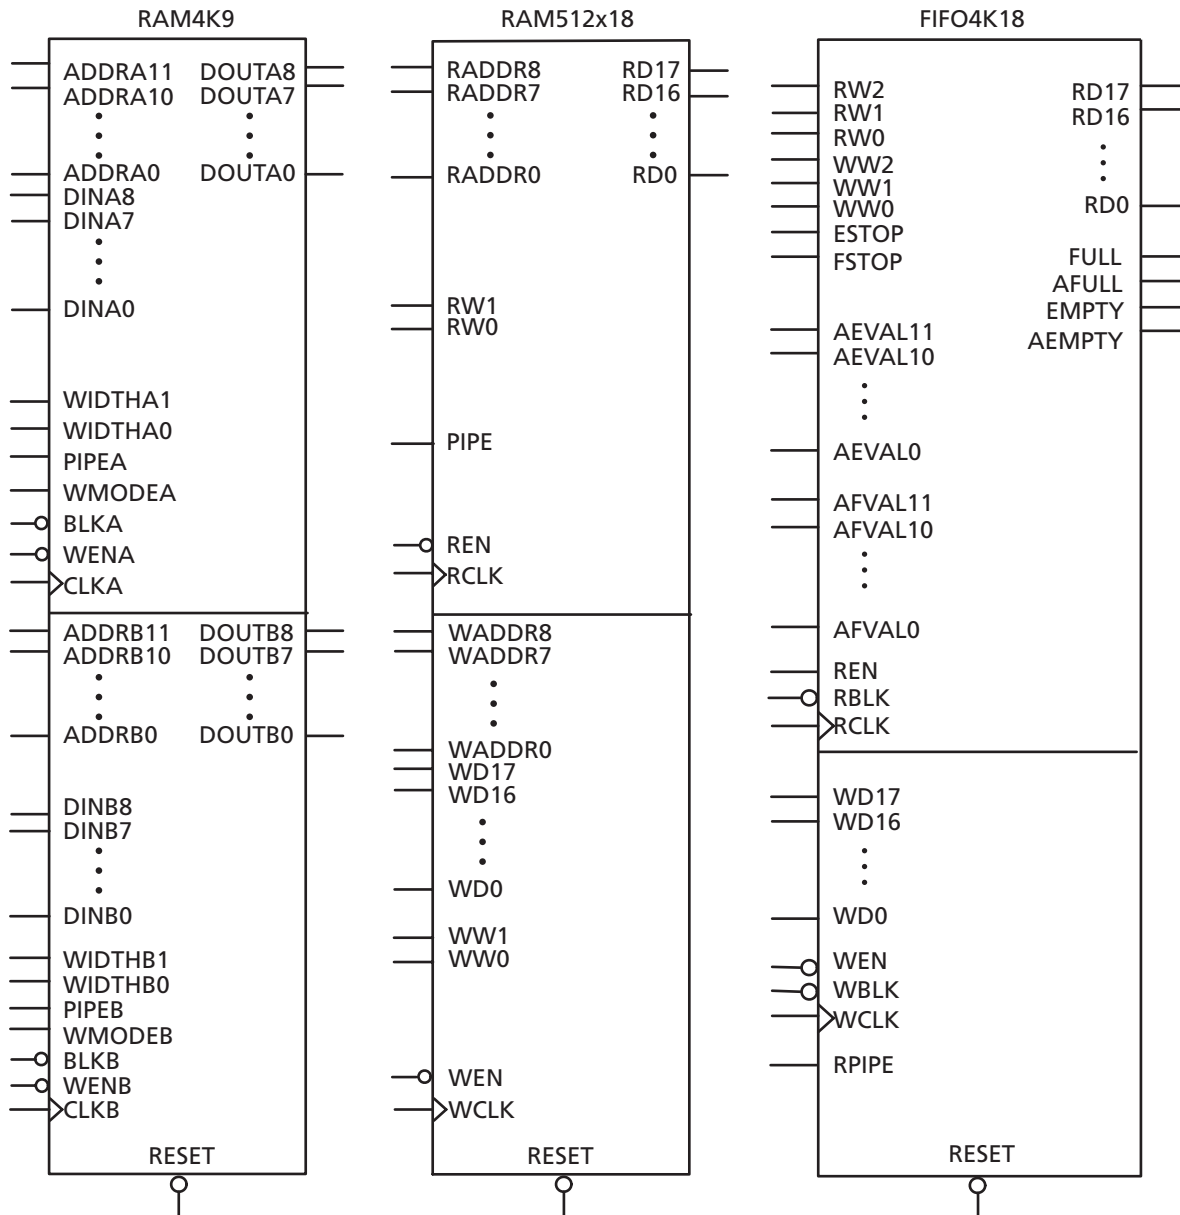 RAM4K9
ADDRA11 DOUTA8
ADDRA10 DOUTA7
ADDRA0 DOUTA0
DINA8
DINA7
DINA0
WIDTHA1
WIDTHA0
PIPEA
WMODEA
BLKA
WENA
CLKA
ADDRB11 DOUTB8
ADDRB10 DOUTB7
ADDRB0 DOUTB0
DINB8
DINB7
DINB0
WIDTHB1
WIDTHB0
PIPEB
WMODEB
BLKB
WENB
CLKB
RESET
RAM512x18
RADDR8 RD17
RADDR7 RD16
RADDR0 RD0
RW1
RW0
PIPE
REN
RCLK
WADDR8
WADDR7
WADDR0
WD17
WD16
WD0
WW1
WW0
WEN
WCLK
RESET
FIFO4K18
RW2 RD17
RW1 RD16
RW0
WW2
WW1
WW0 RD0
ESTOP
FSTOP FULL
AFULL
EMPTY
AEVAL11 AEMPTY
AEVAL10
AEVAL0
AFVAL11
AFVAL10
AFVAL0
REN
RBLK
RCLK
WD17
WD16
WD0
WEN
WBLK
WCLK
RPIPE
RESET